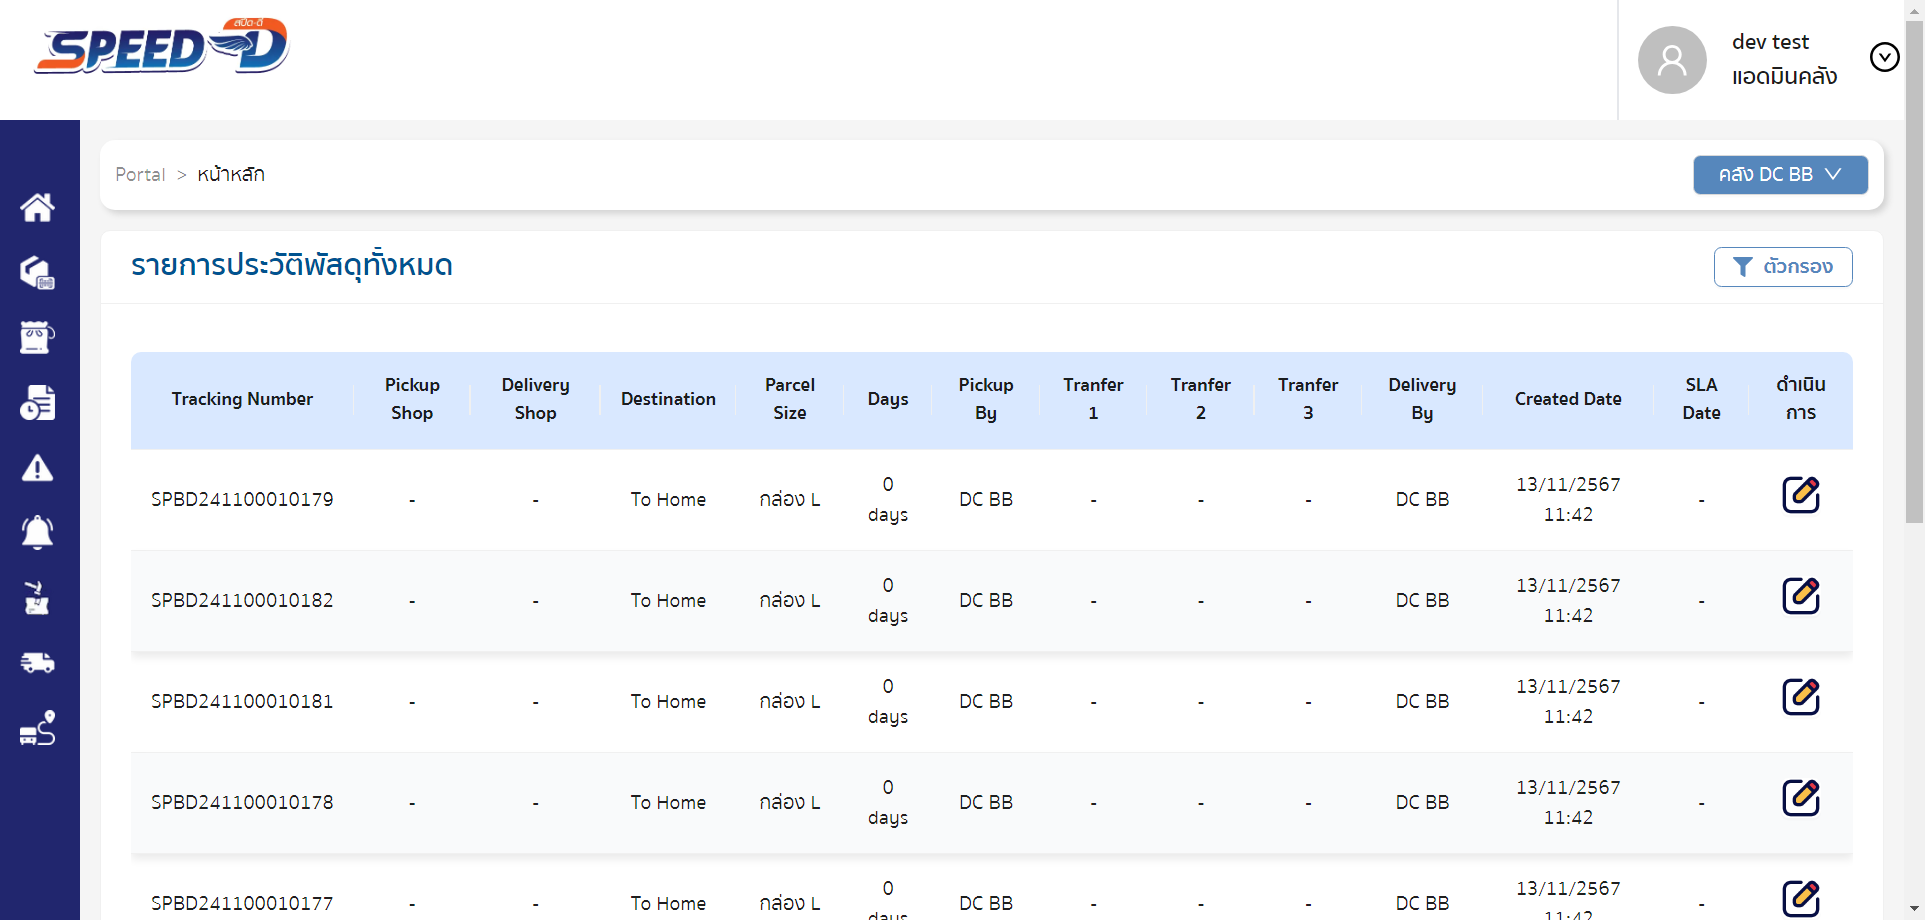 สปีด-ดี
SPEED-D
dev test
แอดมินคลัง
Portal > หน้าหลัก
คลัง DC BB
รายการประวัติพัสดุทั้งหมด
ตัวกรอง
Tracking Number Pickup Shop Delivery Shop Destination Parcel Size Days Pickup By Tranfer 1 Tranfer 2 Tranfer 3 Delivery By Created Date SLA Date ดำเนินการ
SPBD241100010179 - - To Home กล่อง L 0 days DC BB - - - DC BB 13/11/2567 11:42 -
SPBD241100010182 - - To Home กล่อง L 0 days DC BB - - - DC BB 13/11/2567 11:42 -
SPBD241100010181 - - To Home กล่อง L 0 days DC BB - - - DC BB 13/11/2567 11:42 -
SPBD241100010178 - - To Home กล่อง L 0 days DC BB - - - DC BB 13/11/2567 11:42 -
SPBD241100010177 - - To Home กล่อง L 0 days DC BB - - - DC BB 13/11/2567 11:42 -